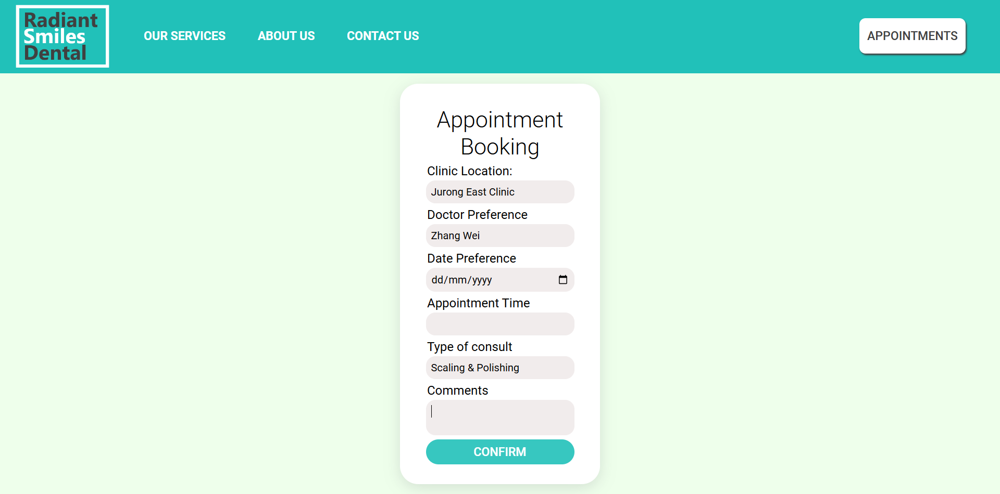 Radiant
Smiles
Dental
OUR SERVICES
ABOUT US
CONTACT US
APPOINTMENTS
Appointment
Booking
Clinic Location:
Jurong East Clinic
Doctor Preference
Zhang Wei
Date Preference
dd/mm/yyyy
Appointment Time
Type of consult
Scaling & Polishing
Comments
CONFIRM